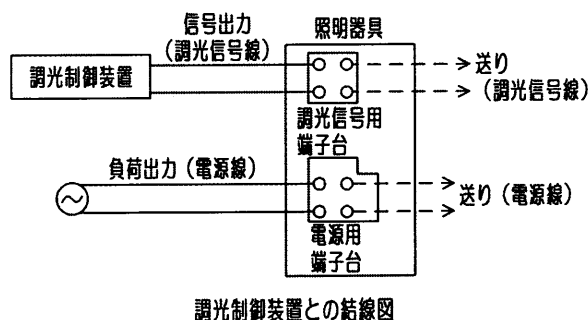 信号出力
(調光信号線)
照明器具
調光制御装置
送り
(調光信号線)
調光信号用
端子台
負荷出力(電源線)
送り(電源線)
電源用
端子台
調光制御装置との結線図